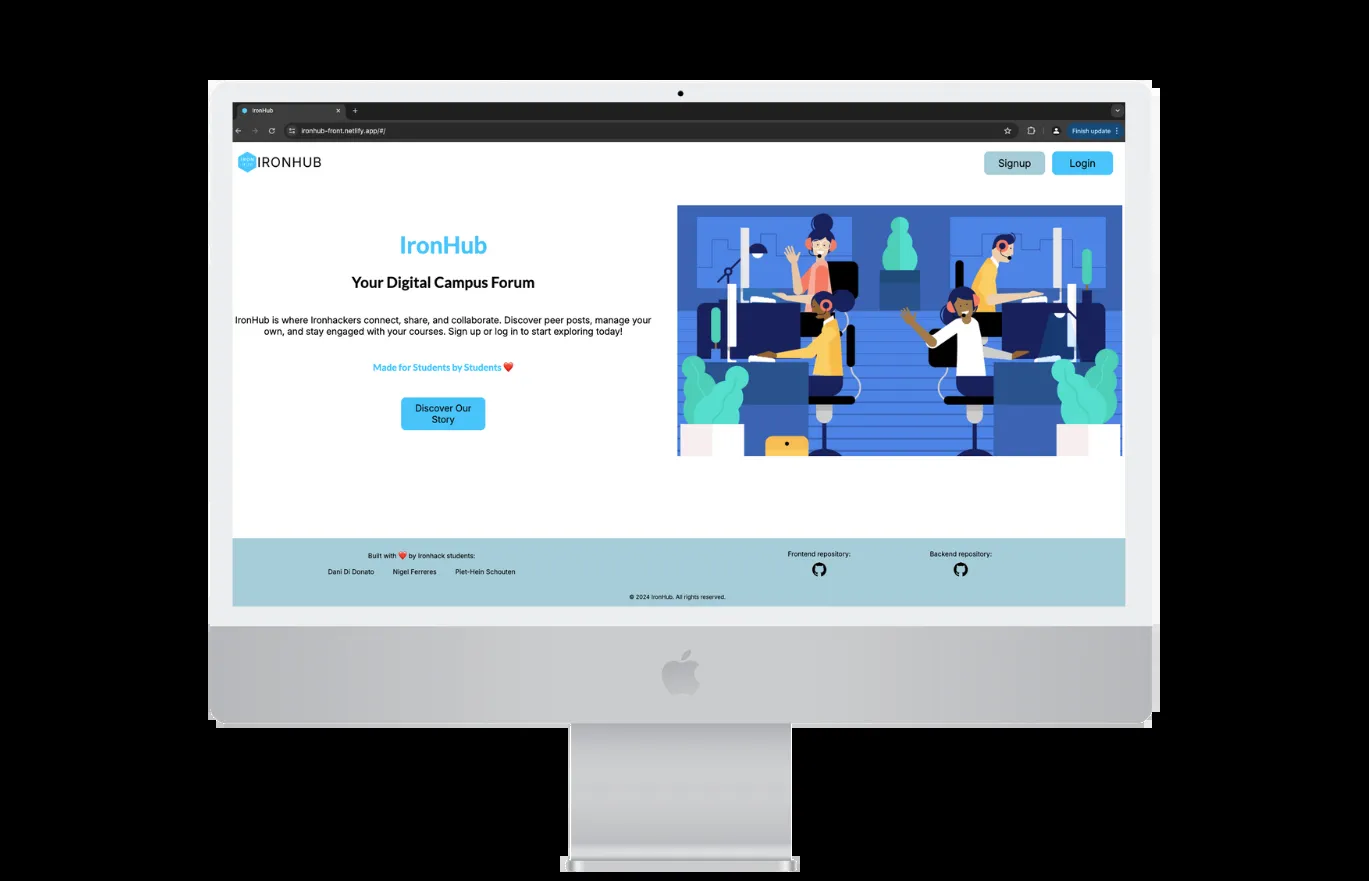 IronHub
ironhub-front.netlify.app/#/
Finish update
IRONHUB
Signup
Login
IronHub
Your Digital Campus Forum
IronHub is where Ironhackers connect, share, and collaborate. Discover peer posts, manage your
own, and stay engaged with your courses. Sign up or log in to start exploring today!
Made for Students by Students ❤️
Discover Our
Story
Built with ❤️ by Ironhack students:
Dani Di Donato Nigel Ferreres Piet-Hein Schouten
Frontend repository:
Backend repository:
© 2024 IronHub. All rights reserved.